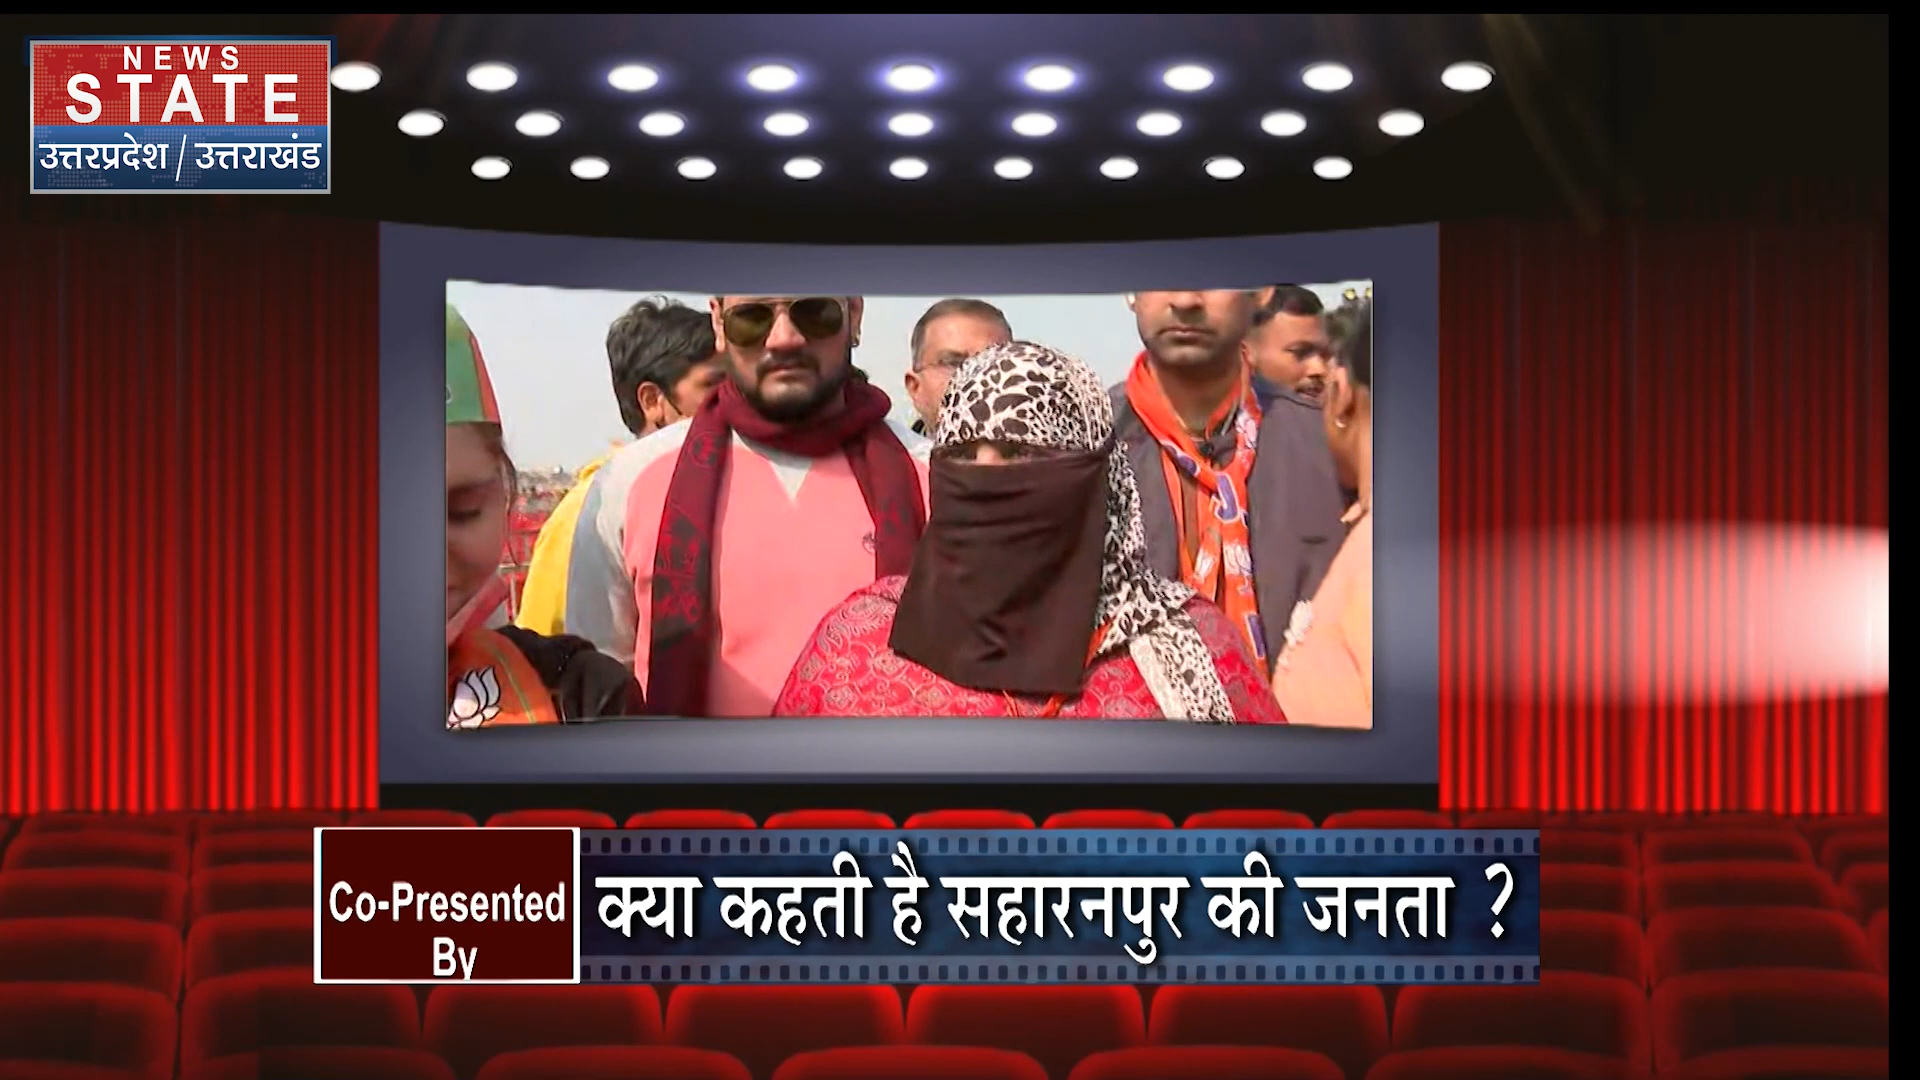 NEWS
STATE
उत्तरप्रदेश/उत्तराखंड
Co-Presented
By
क्या कहती है सहारनपुर की जनता ?